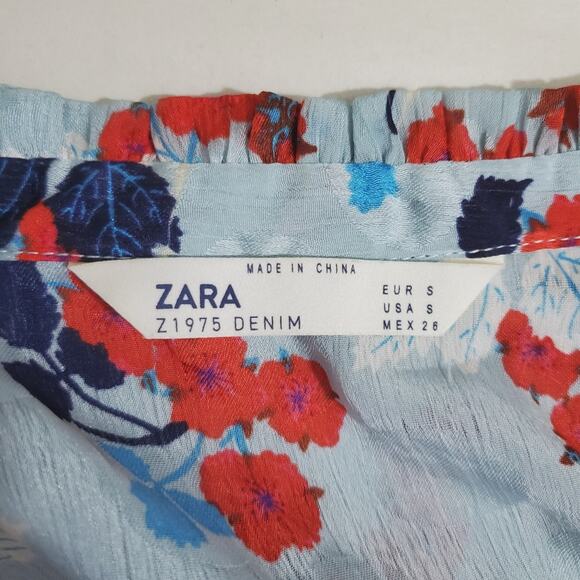 MADE IN CHINA
ZARA
Z1975 DENIM
EUR S
USA S
MEX 26